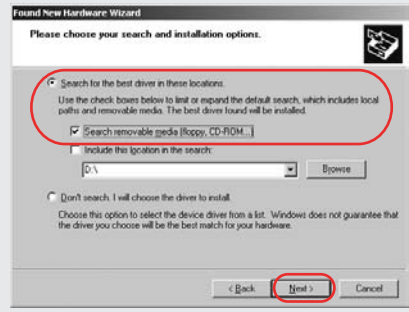 Found New Hardware Wizard
Please choose your search and installation options.
Search for the best driver in these locations.
Use the check boxes below to limit or expand the default search, which includes local
paths and removable media. The best driver found will be installed.
Search removable media (floppy, CD-ROM...)
Include this location in the search:
D:\
Browse
Don't search. I will choose the driver to install.
Choose this option to select the device driver from a list. Windows does not guarantee that
the driver you choose will be the best match for your hardware.
< Back
Next >
Cancel